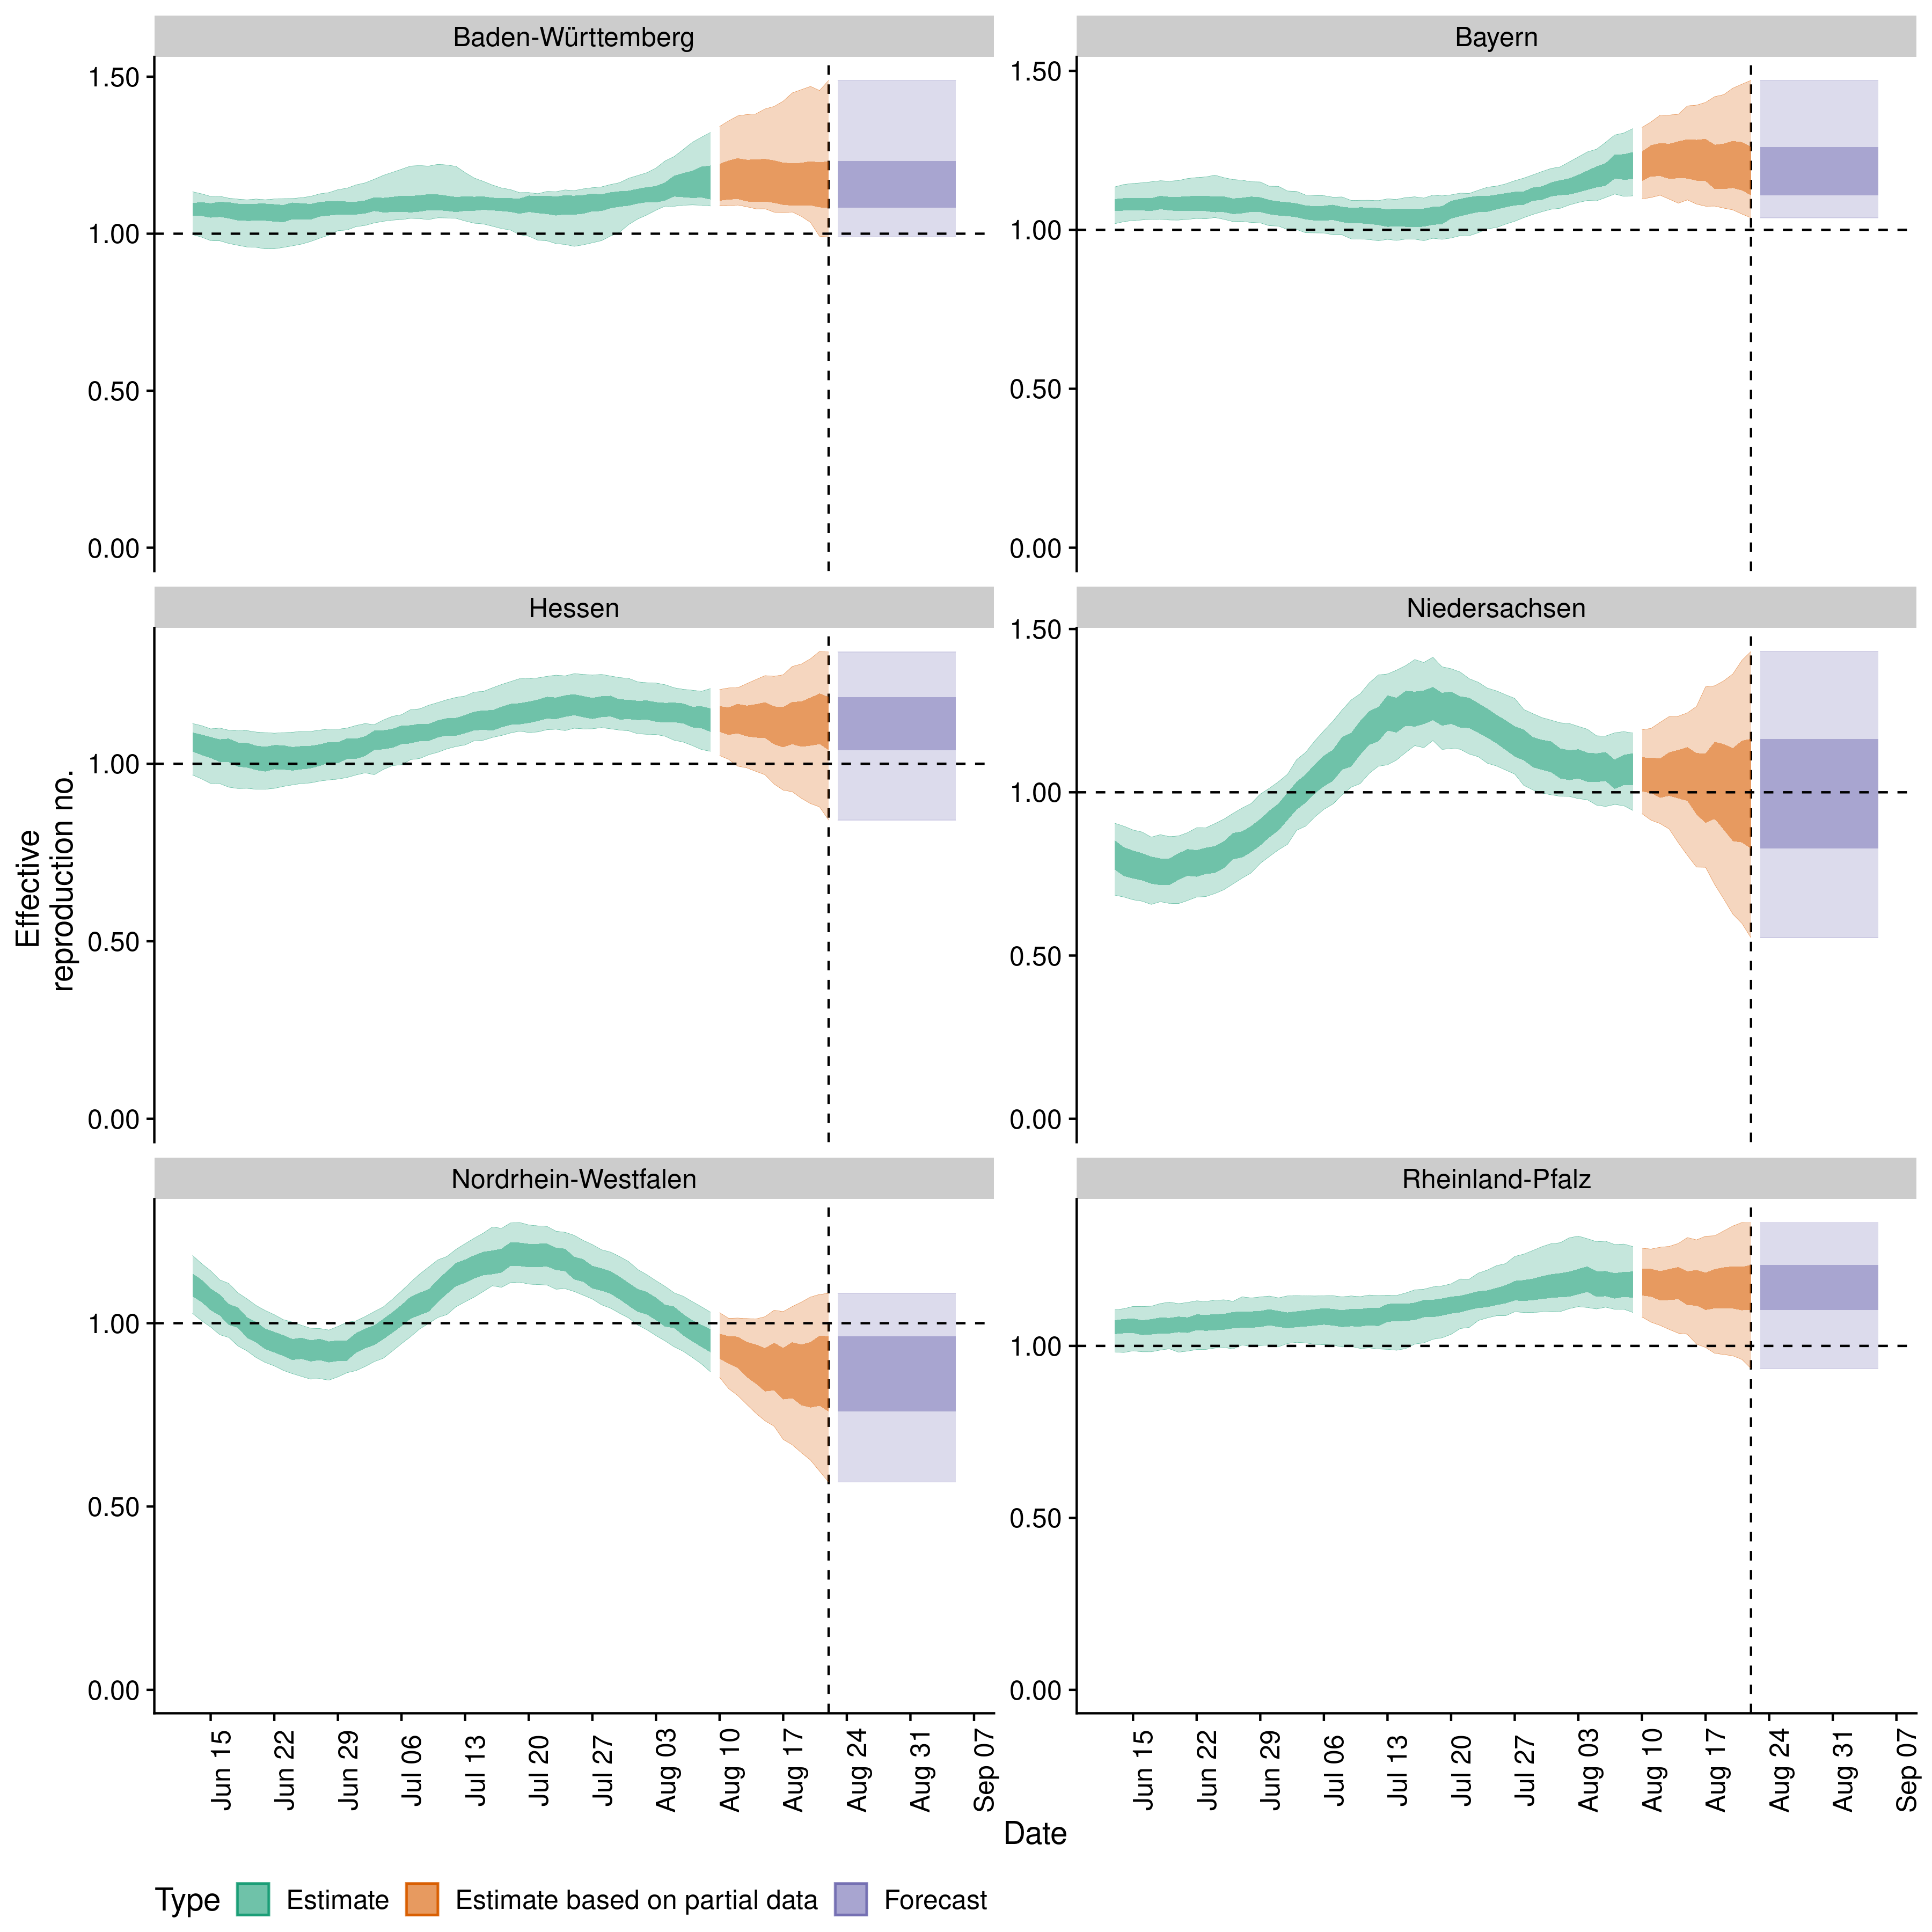 Baden-Württemberg
Bayern
1.50
1.00
0.50
0.00
1.50
1.00
0.50
0.00
Hessen
Niedersachsen
1.00
0.50
0.00
1.50
1.00
0.50
0.00
Effective
reproduction no.
Nordrhein-Westfalen
Rheinland-Pfalz
1.00
0.50
0.00
1.00
0.50
0.00
Jun 15
Jun 22
Jun 29
Jul 06
Jul 13
Jul 20
Jul 27
Aug 03
Aug 10
Aug 17
Aug 24
Aug 31
Sep 07
Jun 15
Jun 22
Jun 29
Jul 06
Jul 13
Jul 20
Jul 27
Aug 03
Aug 10
Aug 17
Aug 24
Aug 31
Sep 07
Date
Type Estimate Estimate based on partial data Forecast